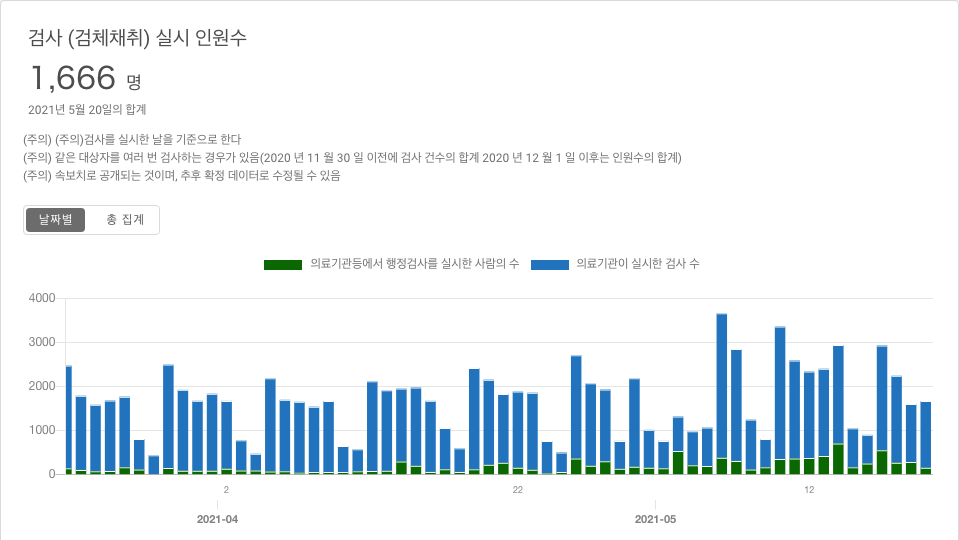 검사 (검체채취) 실시 인원수
1,666 명
2021년 5월 20일의 합계
(주의) (주의)검사를 실시한 날을 기준으로 한다
(주의) 같은 대상자를 여러 번 검사하는 경우가 있음(2020 년 11 월 30 일 이전에 검사 건수의 합계 2020 년 12 월 1 일 이후는 인원수의 합계)
(주의) 속보치로 공개되는 것이며, 추후 확정 데이터로 수정될 수 있음
날짜별 총 집계
의료기관등에서 행정검사를 실시한 사람의 수 의료기관이 실시한 검사 수
4000
3000
2000
1000
0
2 22 12
2021-04 2021-05